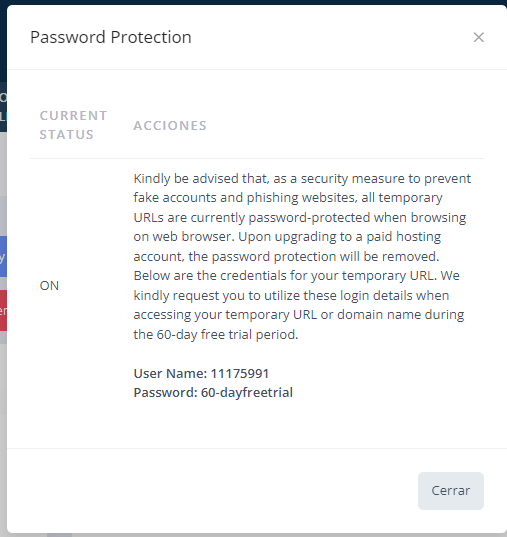 Password Protection
×
CURRENT
STATUS
ACCIONES
ON
Kindly be advised that, as a security measure to prevent
fake accounts and phishing websites, all temporary
URLs are currently password-protected when browsing
on web browser. Upon upgrading to a paid hosting
account, the password protection will be removed.
Below are the credentials for your temporary URL. We
kindly request you to utilize these login details when
accessing your temporary URL or domain name during
the 60-day free trial period.
User Name: 11175991
Password: 60-dayfreetrial
Cerrar